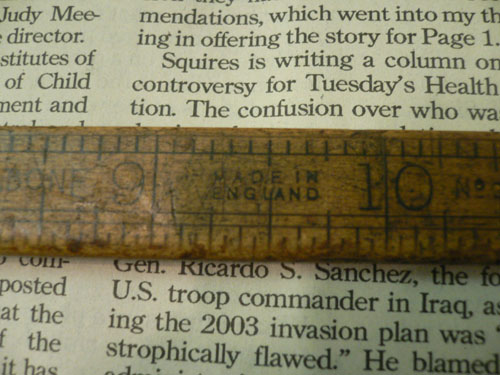 Judy Mee-
director.
stitutes of
of Child
ment and
mendations, which went into my th
ing in offering the story for Page 1.
Squires is writing a column on
controversy for Tuesday's Health
tion. The confusion over who wa
BONE 9 MADE IN ENGLAND 10 No.
com-
posted
at the
f the
it has
Gen. Ricardo S. Sanchez, the fo
U.S. troop commander in Iraq, as
ing the 2003 invasion plan was "
strophically flawed." He blamed